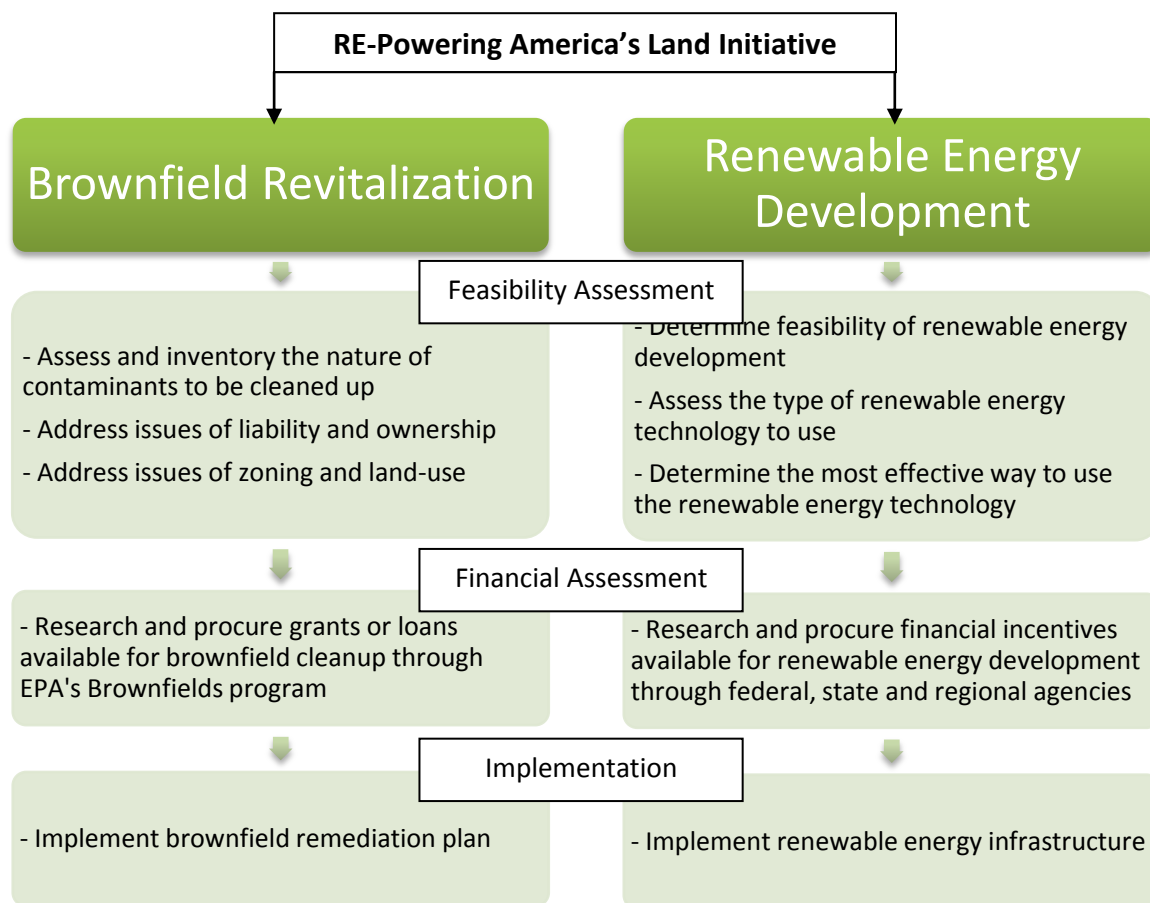 RE-Powering America's Land Initiative
Brownfield Revitalization
Renewable Energy
Development
Feasibility Assessment
- Assess and inventory the nature of
contaminants to be cleaned up
- Address issues of liability and ownership
- Address issues of zoning and land-use
- Determine feasibility of renewable energy
development
- Assess the type of renewable energy
technology to use
- Determine the most effective way to use
the renewable energy technology
Financial Assessment
- Research and procure grants or loans
available for brownfield cleanup through
EPA's Brownfields program
- Research and procure financial incentives
available for renewable energy development
through federal, state and regional agencies
Implementation
- Implement brownfield remediation plan
- Implement renewable energy infrastructure